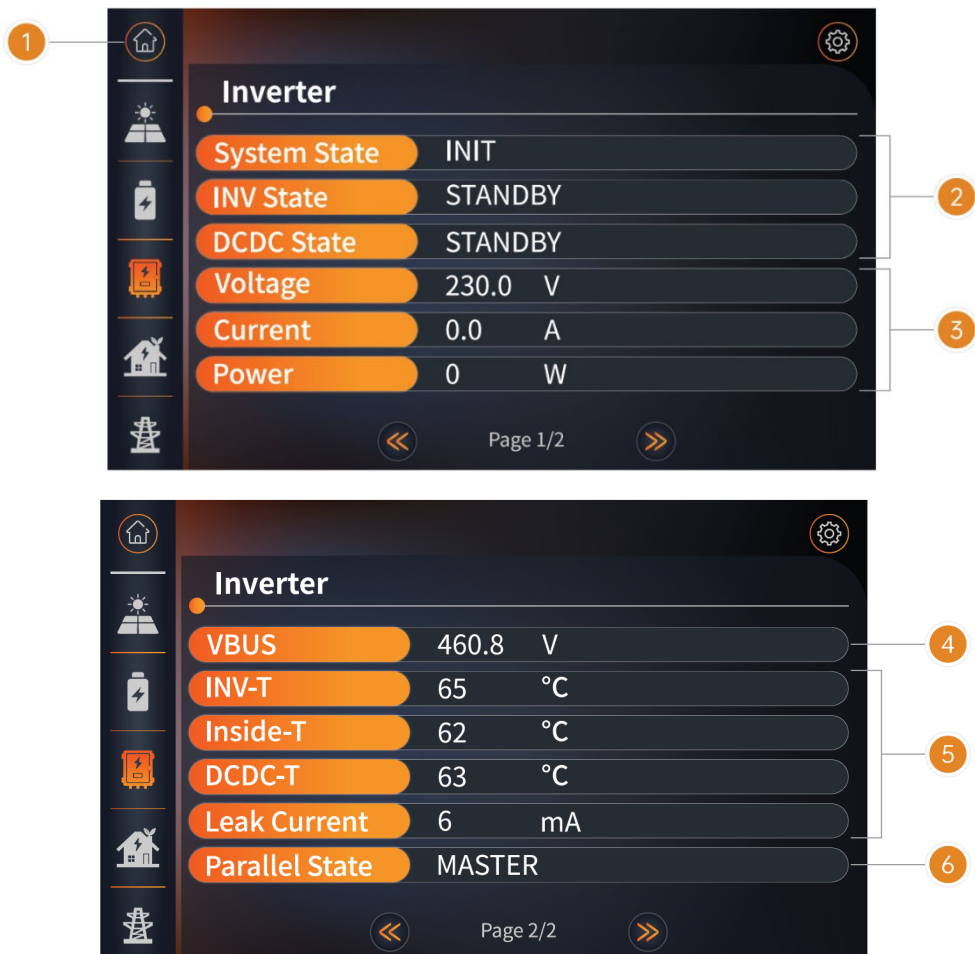 1
Inverter
System State INIT
INV State STANDBY
2
DCDC State STANDBY
Voltage 230.0 V
Current 0.0 A
3
Power 0 W
Page 1/2
Inverter
VBUS 460.8 V
4
INV-T 65 °C
Inside-T 62 °C
5
DCDC-T 63 °C
Leak Current 6 mA
Parallel State MASTER
6
Page 2/2